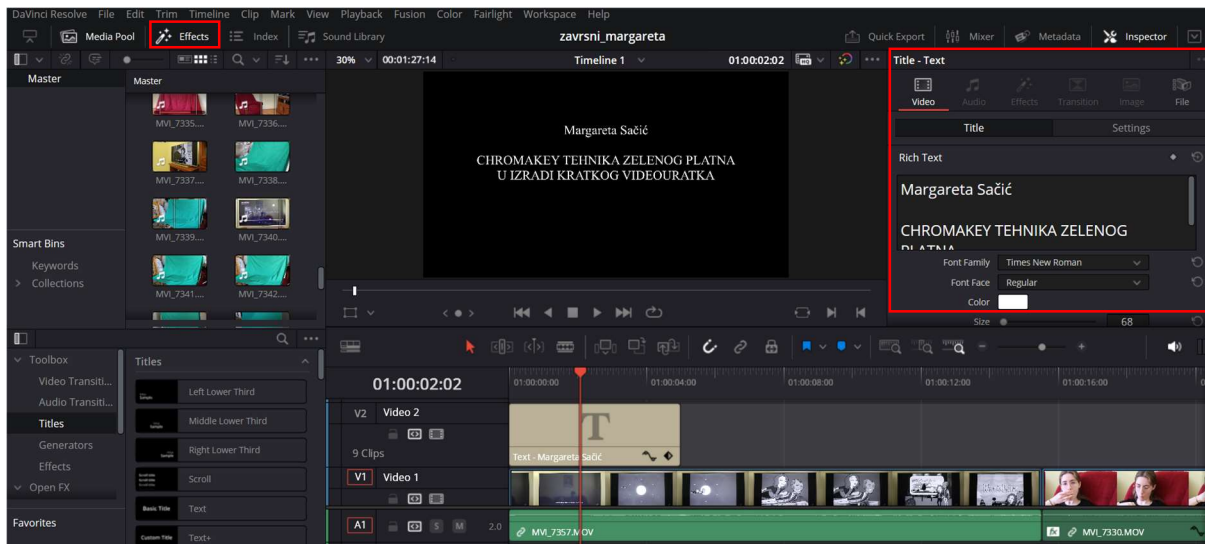 DaVinci Resolve File Edit Trim Timeline Clip Mark View Playback Fusion Color Fairlight Workspace Help
Media Pool Effects Index Sound Library zavrsni_margareta Quick Export Mixer Metadata Inspector
30% 00:01:27:14 Timeline 1 01:00:02:02 Title - Text
Master
Master
MVI_7335.... MVI_7336....
MVI_7337.... MVI_7338....
MVI_7339.... MVI_7340....
MVI_7341.... MVI_7342....
Smart Bins
Keywords
Collections
Margareta Sačić
CHROMAKEY TEHNIKA ZELENOG PLATNA
U IZRADI KRATKOG VIDEOURATKA
Video Audio Effects Transition Image File
Title Settings
Rich Text
Margareta Sačić
CHROMAKEY TEHNIKA ZELENOG
PLATNA
Font Family Times New Roman
Font Face Regular
Color
Size 68
Toolbox
Video Transiti...
Audio Transiti...
Titles
Generators
Effects
Open FX
Favorites
Titles
Left Lower Third
Middle Lower Third
Right Lower Third
Scroll
Basic Title Text
Custom Title Text+
01:00:02:02
01:00:00:00 01:00:04:00 01:00:08:00 01:00:12:00 01:00:16:00
V2 Video 2
9 Clips
T
Text - Margareta Sačić
V1 Video 1
A1 S M 2.0
MVI_7357.MOV
fx MVI_7330.MOV